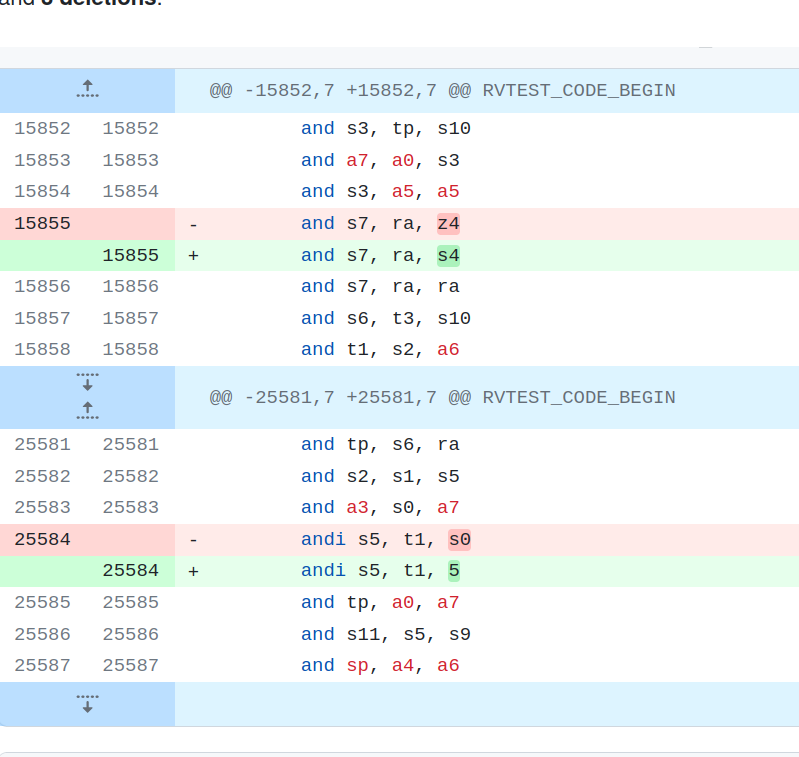 @@ -15852,7 +15852,7 @@ RVTEST_CODE_BEGIN
15852 15852 and s3, tp, s10
15853 15853 and a7, a0, s3
15854 15854 and s3, a5, a5
15855 - and s7, ra, z4
15855 + and s7, ra, s4
15856 15856 and s7, ra, ra
15857 15857 and s6, t3, s10
15858 15858 and t1, s2, a6
@@ -25581,7 +25581,7 @@ RVTEST_CODE_BEGIN
25581 25581 and tp, s6, ra
25582 25582 and s2, s1, s5
25583 25583 and a3, s0, a7
25584 - andi s5, t1, s0
25584 + andi s5, t1, 5
25585 25585 and tp, a0, a7
25586 25586 and s11, s5, s9
25587 25587 and sp, a4, a6